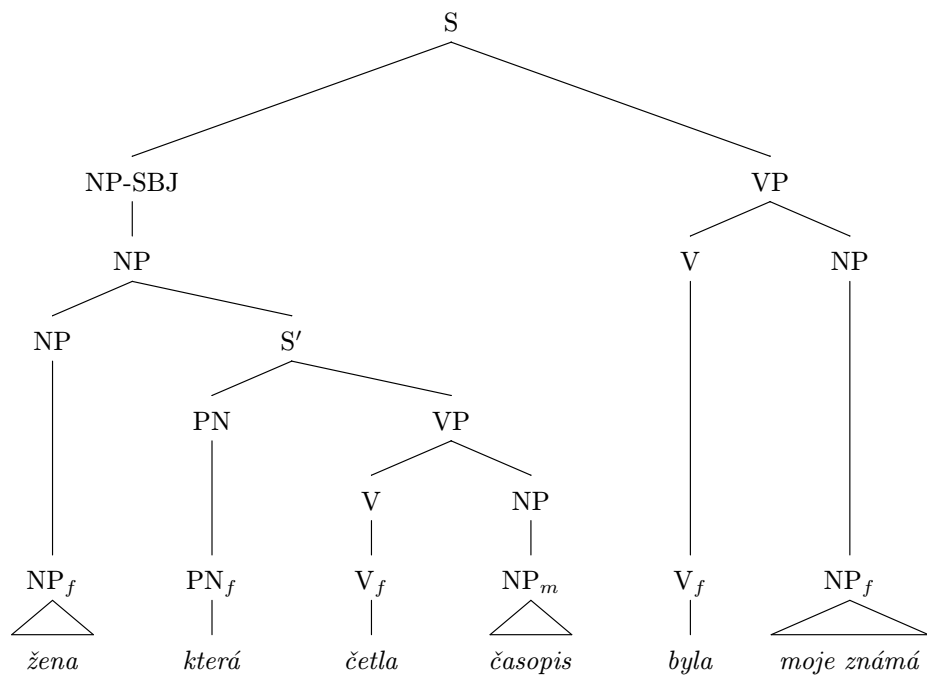 S
NP-SBJ VP
NP V NP
NP S′
PN VP
V NP
NP_f PN_f V_f NP_m V_f NP_f
žena která četla časopis byla moje známá